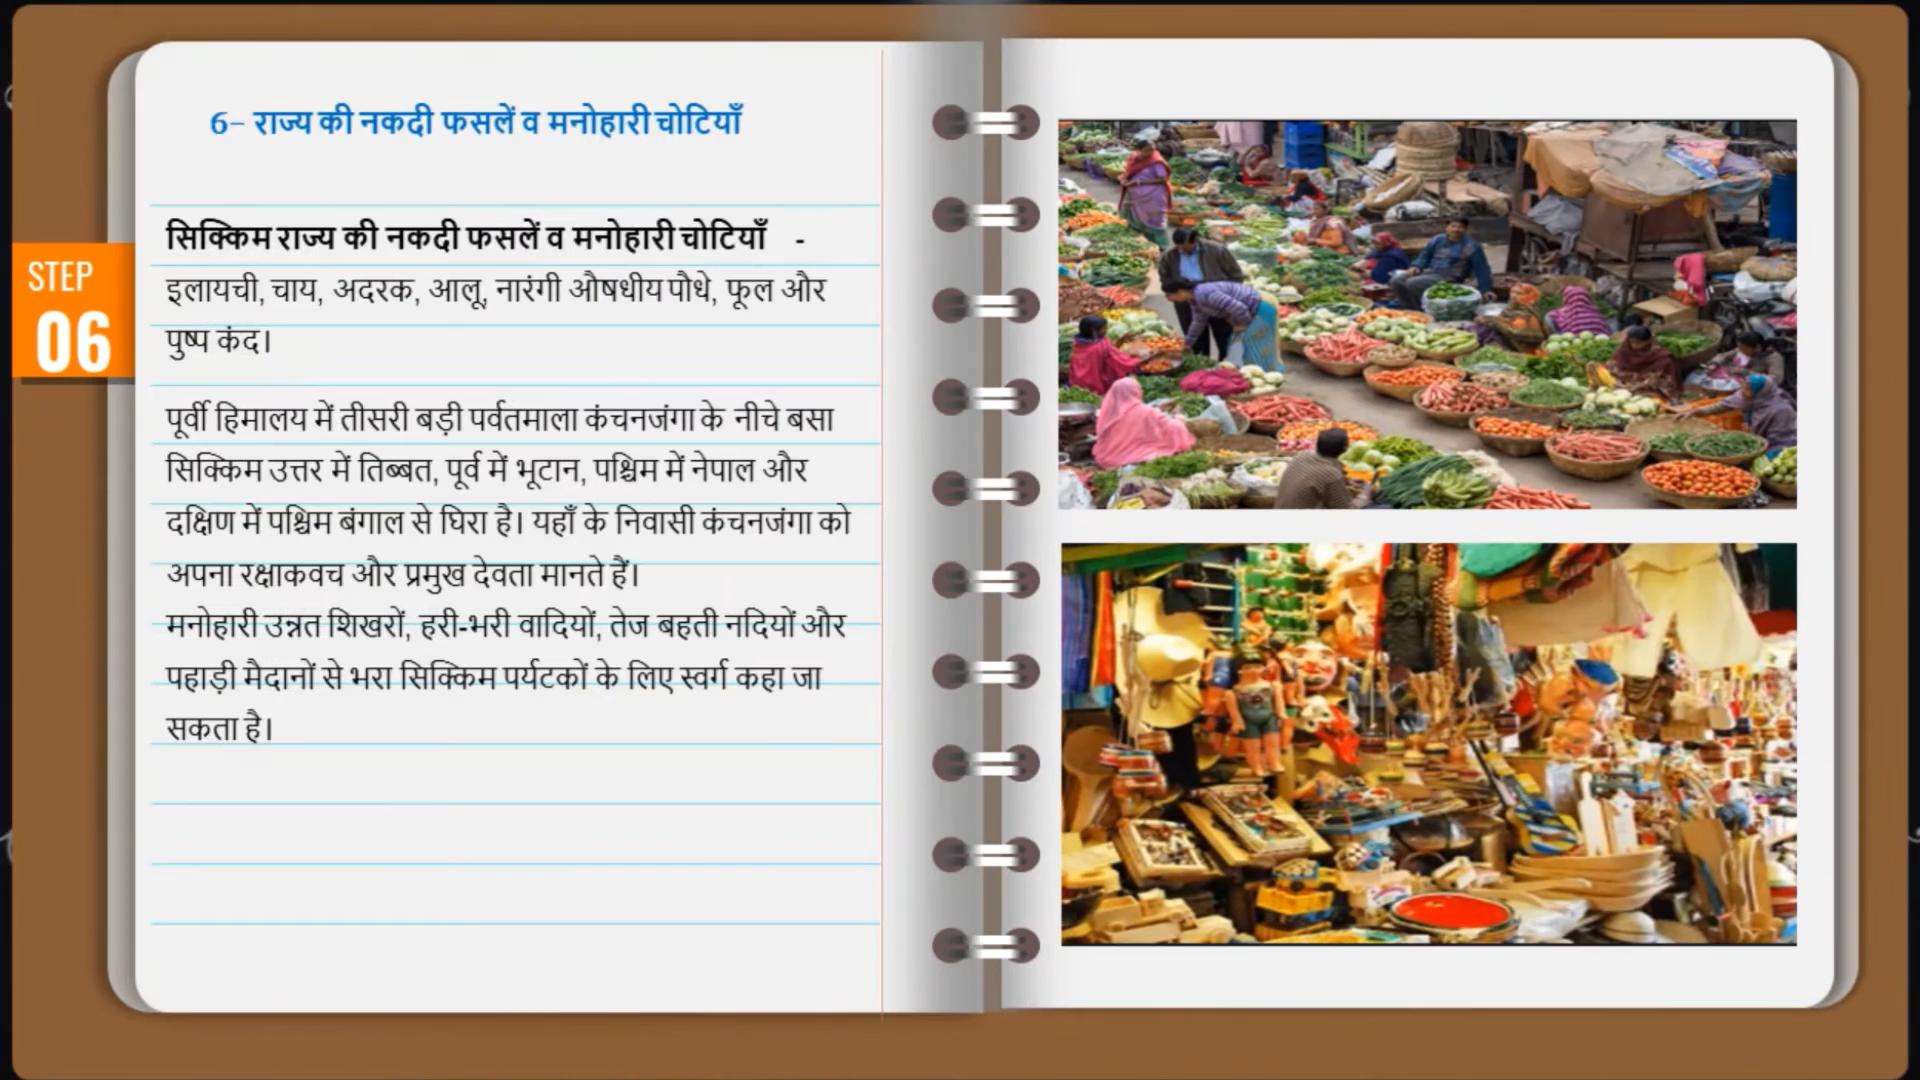 6– राज्य की नकदी फसलें व मनोहारी चोटियाँ
STEP
06
सिक्किम राज्य की नकदी फसलें व मनोहारी चोटियाँ -
इलायची, चाय, अदरक, आलू, नारंगी औषधीय पौधे, फूल और
पुष्प कंद।
पूर्वी हिमालय में तीसरी बड़ी पर्वतमाला कंचनजंगा के नीचे बसा
सिक्किम उत्तर में तिब्बत, पूर्व में भूटान, पश्चिम में नेपाल और
दक्षिण में पश्चिम बंगाल से घिरा है। यहाँ के निवासी कंचनजंगा को
अपना रक्षाकवच और प्रमुख देवता मानते हैं।
मनोहारी उन्नत शिखरों, हरी-भरी वादियों, तेज बहती नदियों और
पहाड़ी मैदानों से भरा सिक्किम पर्यटकों के लिए स्वर्ग कहा जा
सकता है।